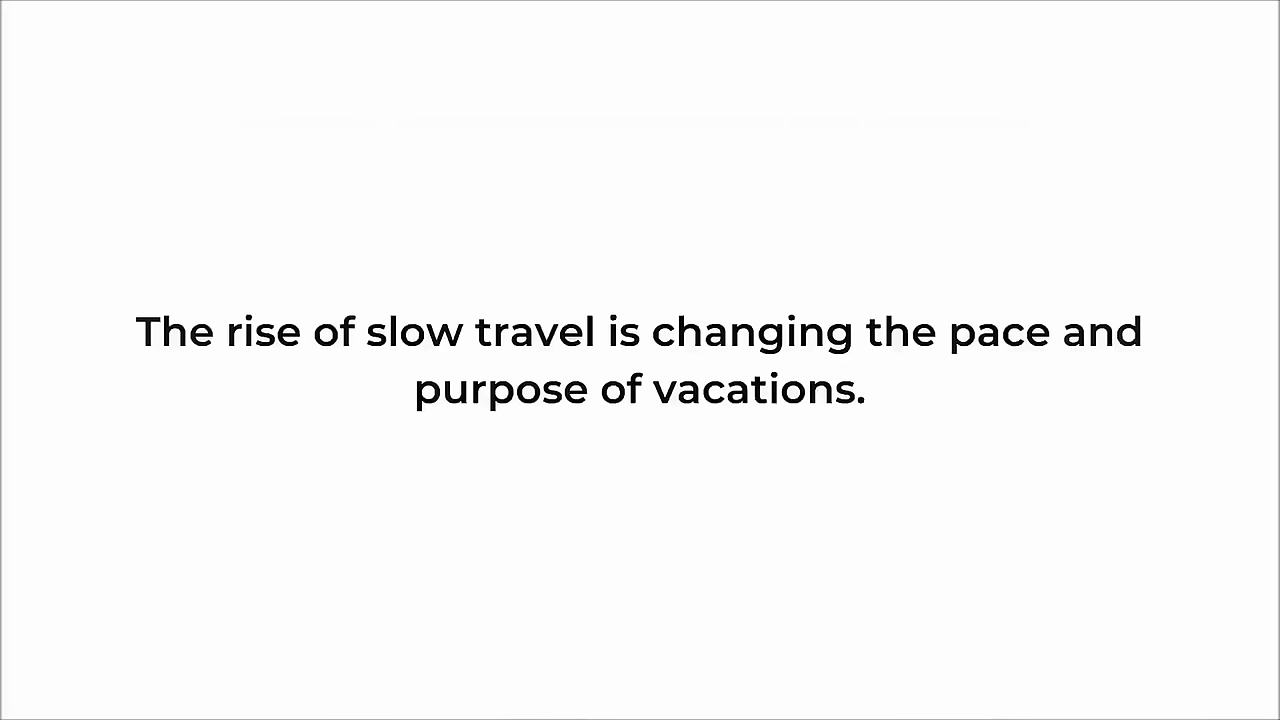 The rise of slow travel is changing the pace and
purpose of vacations.